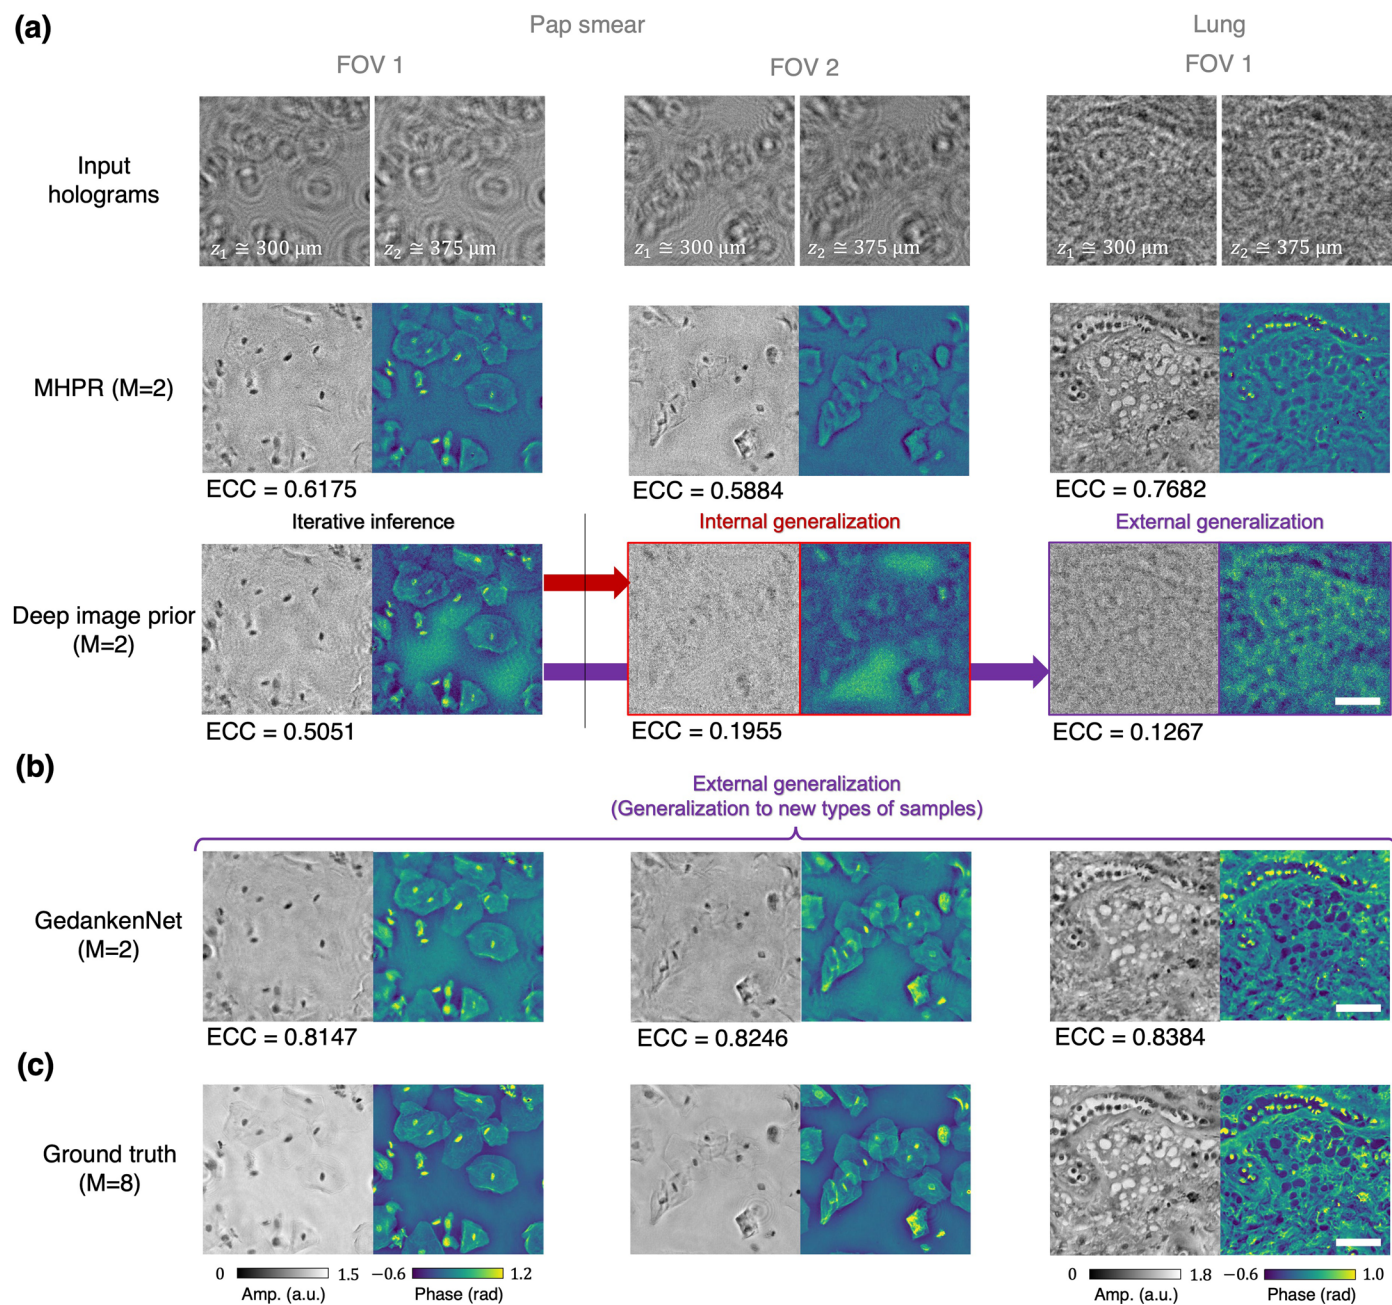 (a)
Pap smear
Lung
FOV 1
FOV 2
FOV 1
Input
holograms
z₁ ≅ 300 μm
z₂ ≅ 375 μm
z₁ ≅ 300 μm
z₂ ≅ 375 μm
z₁ ≅ 300 μm
z₂ ≅ 375 μm
MHPR (M=2)
ECC = 0.6175
ECC = 0.5884
ECC = 0.7682
Iterative inference
Internal generalization
External generalization
Deep image prior
(M=2)
ECC = 0.5051
ECC = 0.1955
ECC = 0.1267
(b)
External generalization
(Generalization to new types of samples)
GedankenNet
(M=2)
ECC = 0.8147
ECC = 0.8246
ECC = 0.8384
(c)
Ground truth
(M=8)
0 1.5
−0.6 1.2
0 1.8
−0.6 1.0
Amp. (a.u.)
Phase (rad)
Amp. (a.u.)
Phase (rad)